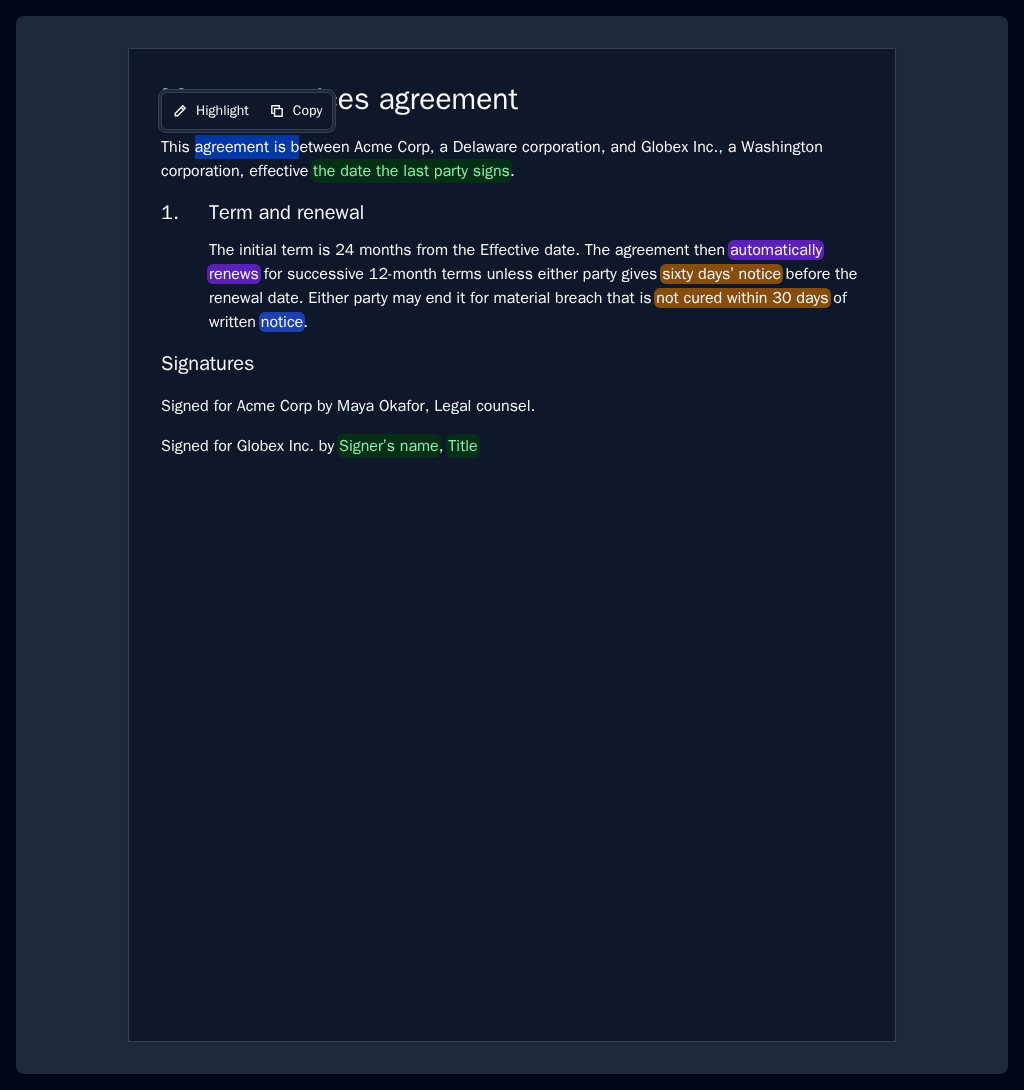 es agreement
Highlight Copy
This agreement is between Acme Corp, a Delaware corporation, and Globex Inc., a Washington
corporation, effective the date the last party signs.
1. Term and renewal
The initial term is 24 months from the Effective date. The agreement then automatically
renews for successive 12-month terms unless either party gives sixty days’ notice before the
renewal date. Either party may end it for material breach that is not cured within 30 days of
written notice.
Signatures
Signed for Acme Corp by Maya Okafor, Legal counsel.
Signed for Globex Inc. by Signer’s name, Title